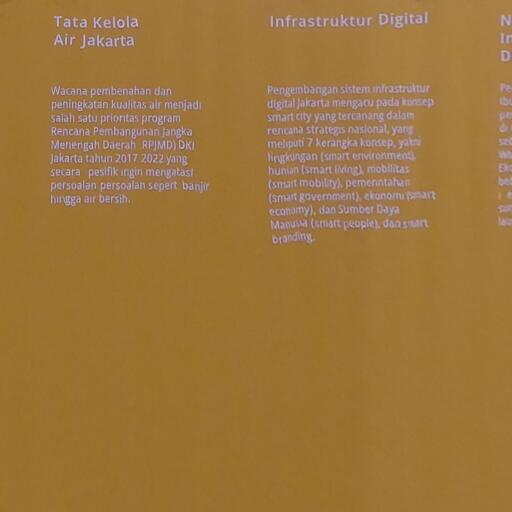 Tata Kelola
Air Jakarta
Wacana pembenahan dan
peningkatan kualitas air menjadi
salah satu prioritas program
Rencana Pembangunan Jangka
Menengah Daerah RPJMD) DKI
Jakarta tahun 2017 2022 yang
secara pesifik ingin mengatasi
persoalan persoalan sepert banjir
hingga air bersih.
Infrastruktur Digital
Pengembangan sistem infrastruktur
digital Jakarta mengacu pada konsep
smart city yang tercanang dalam
rencana strategis nasional, yang
meliputi 7 kerangka konsep, yakni
lingkungan (smart environment),
hunian (smart living), mobilitas
(smart mobility), pemerintahan
(smart government), ekonomi (smart
economy), dan Sumber Daya
Manusia (smart people), dan smart
branding.